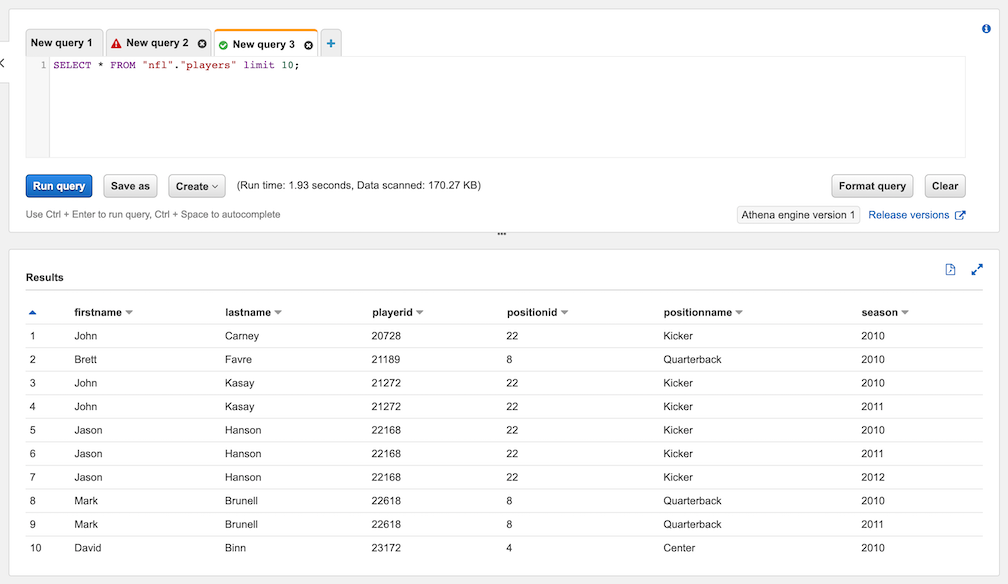 New query 1 New query 2 New query 3 +
1 SELECT * FROM "nfl"."players" limit 10;
Run query Save as Create (Run time: 1.93 seconds, Data scanned: 170.27 KB) Format query Clear
Use Ctrl + Enter to run query, Ctrl + Space to autocomplete Athena engine version 1 Release versions
Results
firstname lastname playerid positionid positionname season
1 John Carney 20728 22 Kicker 2010
2 Brett Favre 21189 8 Quarterback 2010
3 John Kasay 21272 22 Kicker 2010
4 John Kasay 21272 22 Kicker 2011
5 Jason Hanson 22168 22 Kicker 2010
6 Jason Hanson 22168 22 Kicker 2011
7 Jason Hanson 22168 22 Kicker 2012
8 Mark Brunell 22618 8 Quarterback 2010
9 Mark Brunell 22618 8 Quarterback 2011
10 David Binn 23172 4 Center 2010